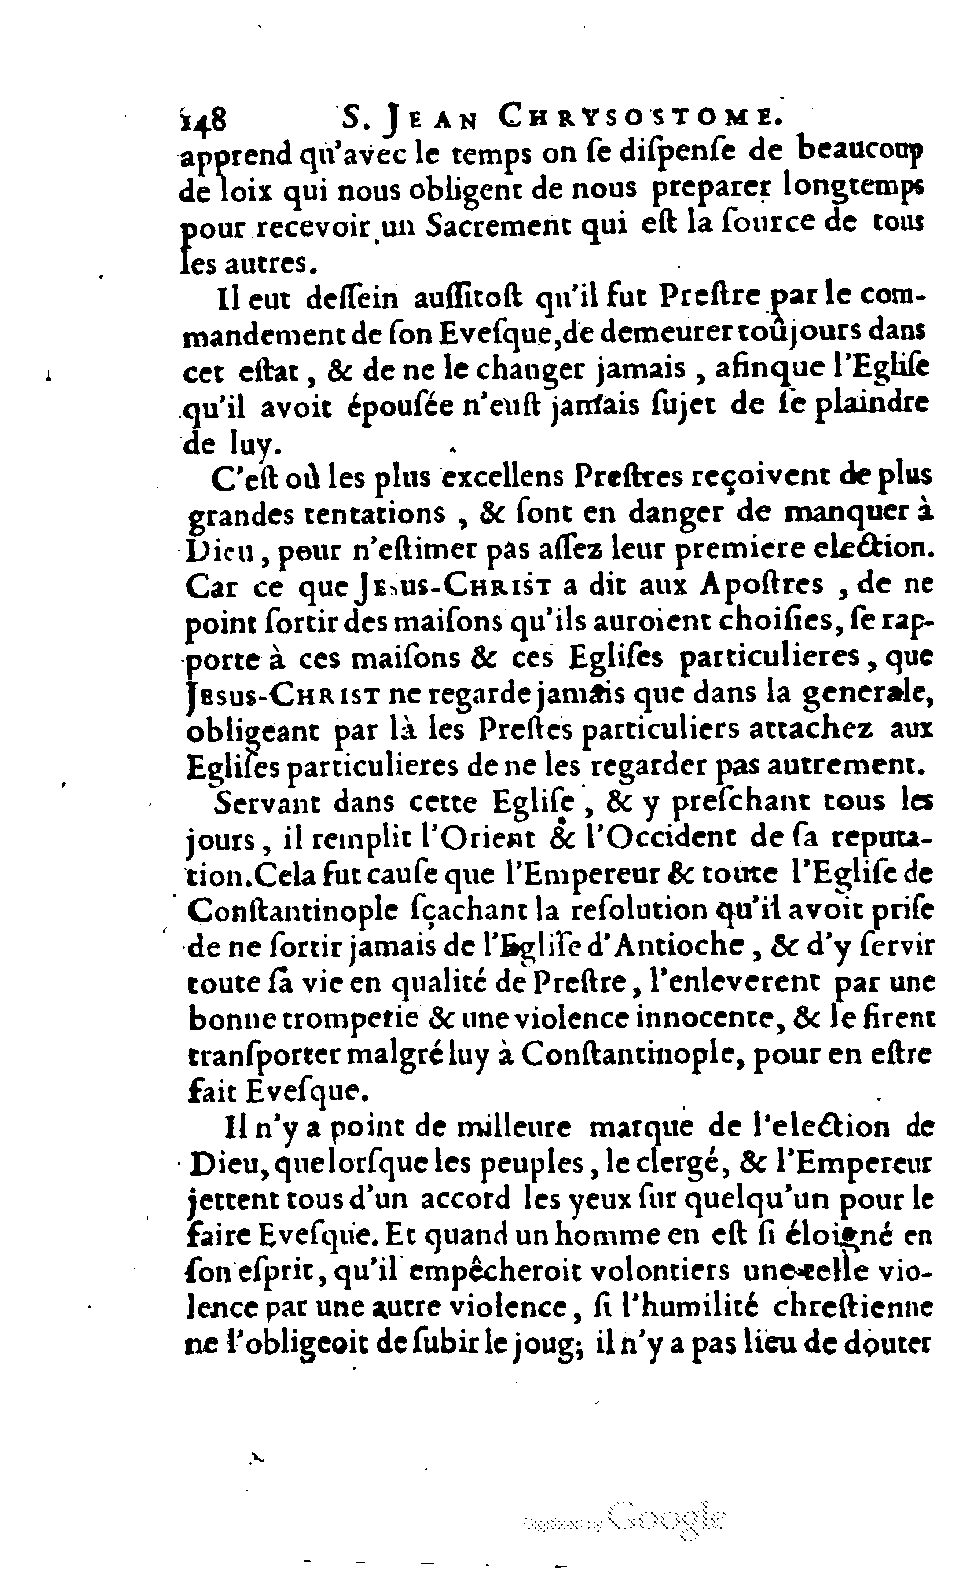 148 S. JEAN CHRYSOSTOME.
apprend qu'avec le temps on ſe diſpenſe de beaucoup
de loix qui nous obligent de nous preparer longtemps
pour recevoir un Sacrement qui eſt la ſource de tous
les autres.
Il eut deſſein auſſitoſt qu'il fut Preſtre par le com-
mandement de ſon Eveſque, de demeurer toûjours dans
cet eſtat, & de ne le changer jamais, afinque l'Egliſe
qu'il avoit épouſée n'euſt jamais ſujet de ſe plaindre
de luy.
C'eſt où les plus excellens Preſtres reçoivent de plus
grandes tentations, & ſont en danger de manquer à
Dieu, pour n'eſtimer pas aſſez leur premiere election.
Car ce que JESUS-CHRIST a dit aux Apoſtres, de ne
point ſortir des maiſons qu'ils auroient choiſies, ſe rap-
porte à ces maiſons & ces Egliſes particulieres, que
JESUS-CHRIST ne regarde jamais que dans la generale,
obligeant par là les Preſtes particuliers attachez aux
Egliſes particulieres de ne les regarder pas autrement.
Servant dans cette Egliſe, & y preſchant tous les
jours, il remplit l'Orient & l'Occident de ſa reputa-
tion. Cela fut cauſe que l'Empereur & toute l'Egliſe de
Conſtantinople ſçachant la reſolution qu'il avoit priſe
de ne ſortir jamais de l'Egliſe d'Antioche, & d'y ſervir
toute ſa vie en qualité de Preſtre, l'enleverent par une
bonne tromperie & une violence innocente, & le firent
tranſporter malgré luy à Conſtantinople, pour en eſtre
fait Eveſque.
Il n'y a point de milleure marque de l'election de
Dieu, que lorſque les peuples, le clergé, & l'Empereur
jettent tous d'un accord les yeux ſur quelqu'un pour le
faire Eveſque. Et quand un homme en eſt ſi éloigné en
ſon eſprit, qu'il empêcheroit volontiers une telle vio-
lence par une autre violence, ſi l'humilité chreſtienne
ne l'obligeoit de ſubir le joug; il n'y a pas lieu de douter
Digitized by Google